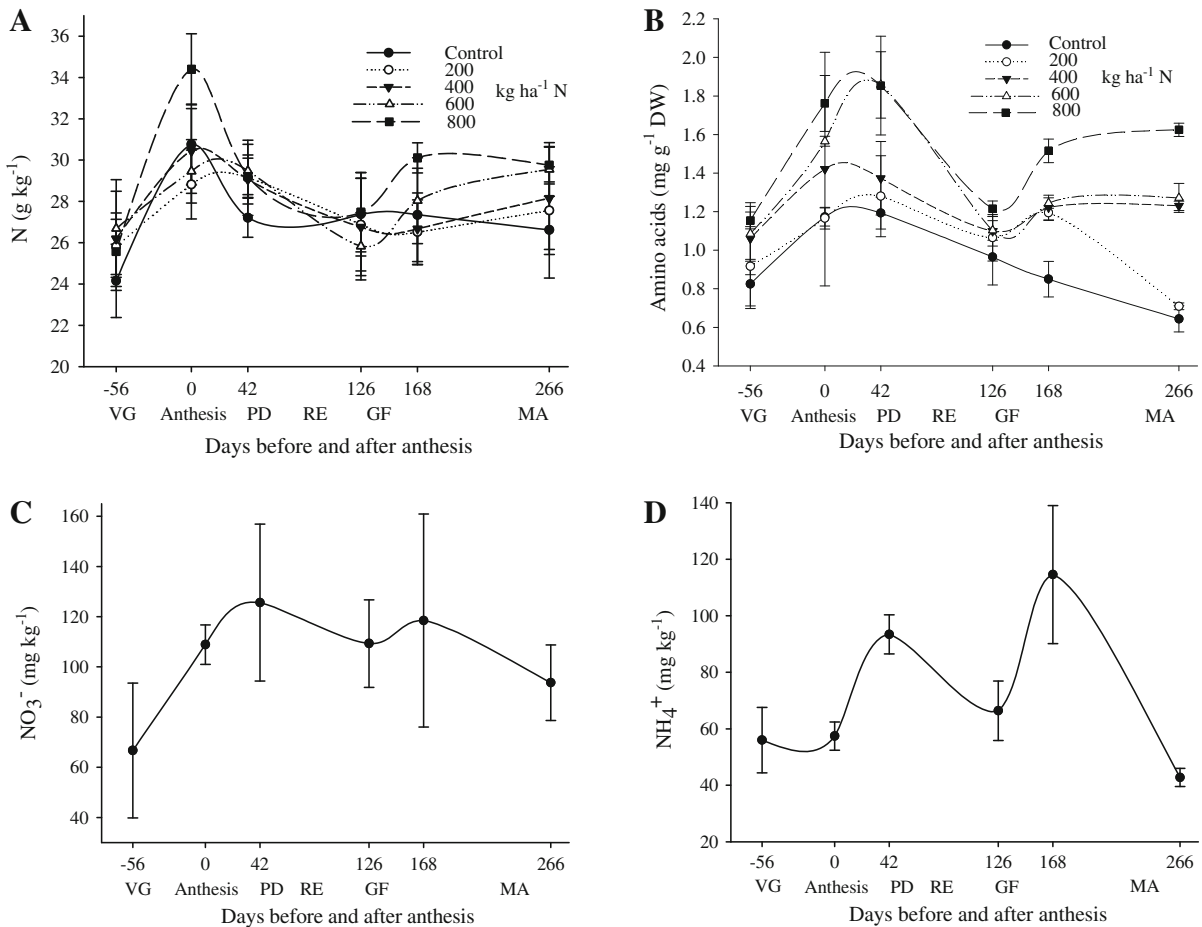 A
N (g kg⁻¹)
36
34
32
30
28
26
24
22
20
Control
200
400
600
800
kg ha⁻¹ N
-56 0 42 126 168 266
VG Anthesis PD RE GF MA
Days before and after anthesis
B
Amino acids (mg g⁻¹ DW)
2.2
2.0
1.8
1.6
1.4
1.2
1.0
0.8
0.6
0.4
Control
200
400
600
800
kg ha⁻¹ N
-56 0 42 126 168 266
VG Anthesis PD RE GF MA
Days before and after anthesis
C
NO₃⁻ (mg kg⁻¹)
160
140
120
100
80
60
40
-56 0 42 126 168 266
VG Anthesis PD RE GF MA
Days before and after anthesis
D
NH₄⁺ (mg kg⁻¹)
140
120
100
80
60
40
20
-56 0 42 126 168 266
VG Anthesis PD RE GF MA
Days before and after anthesis